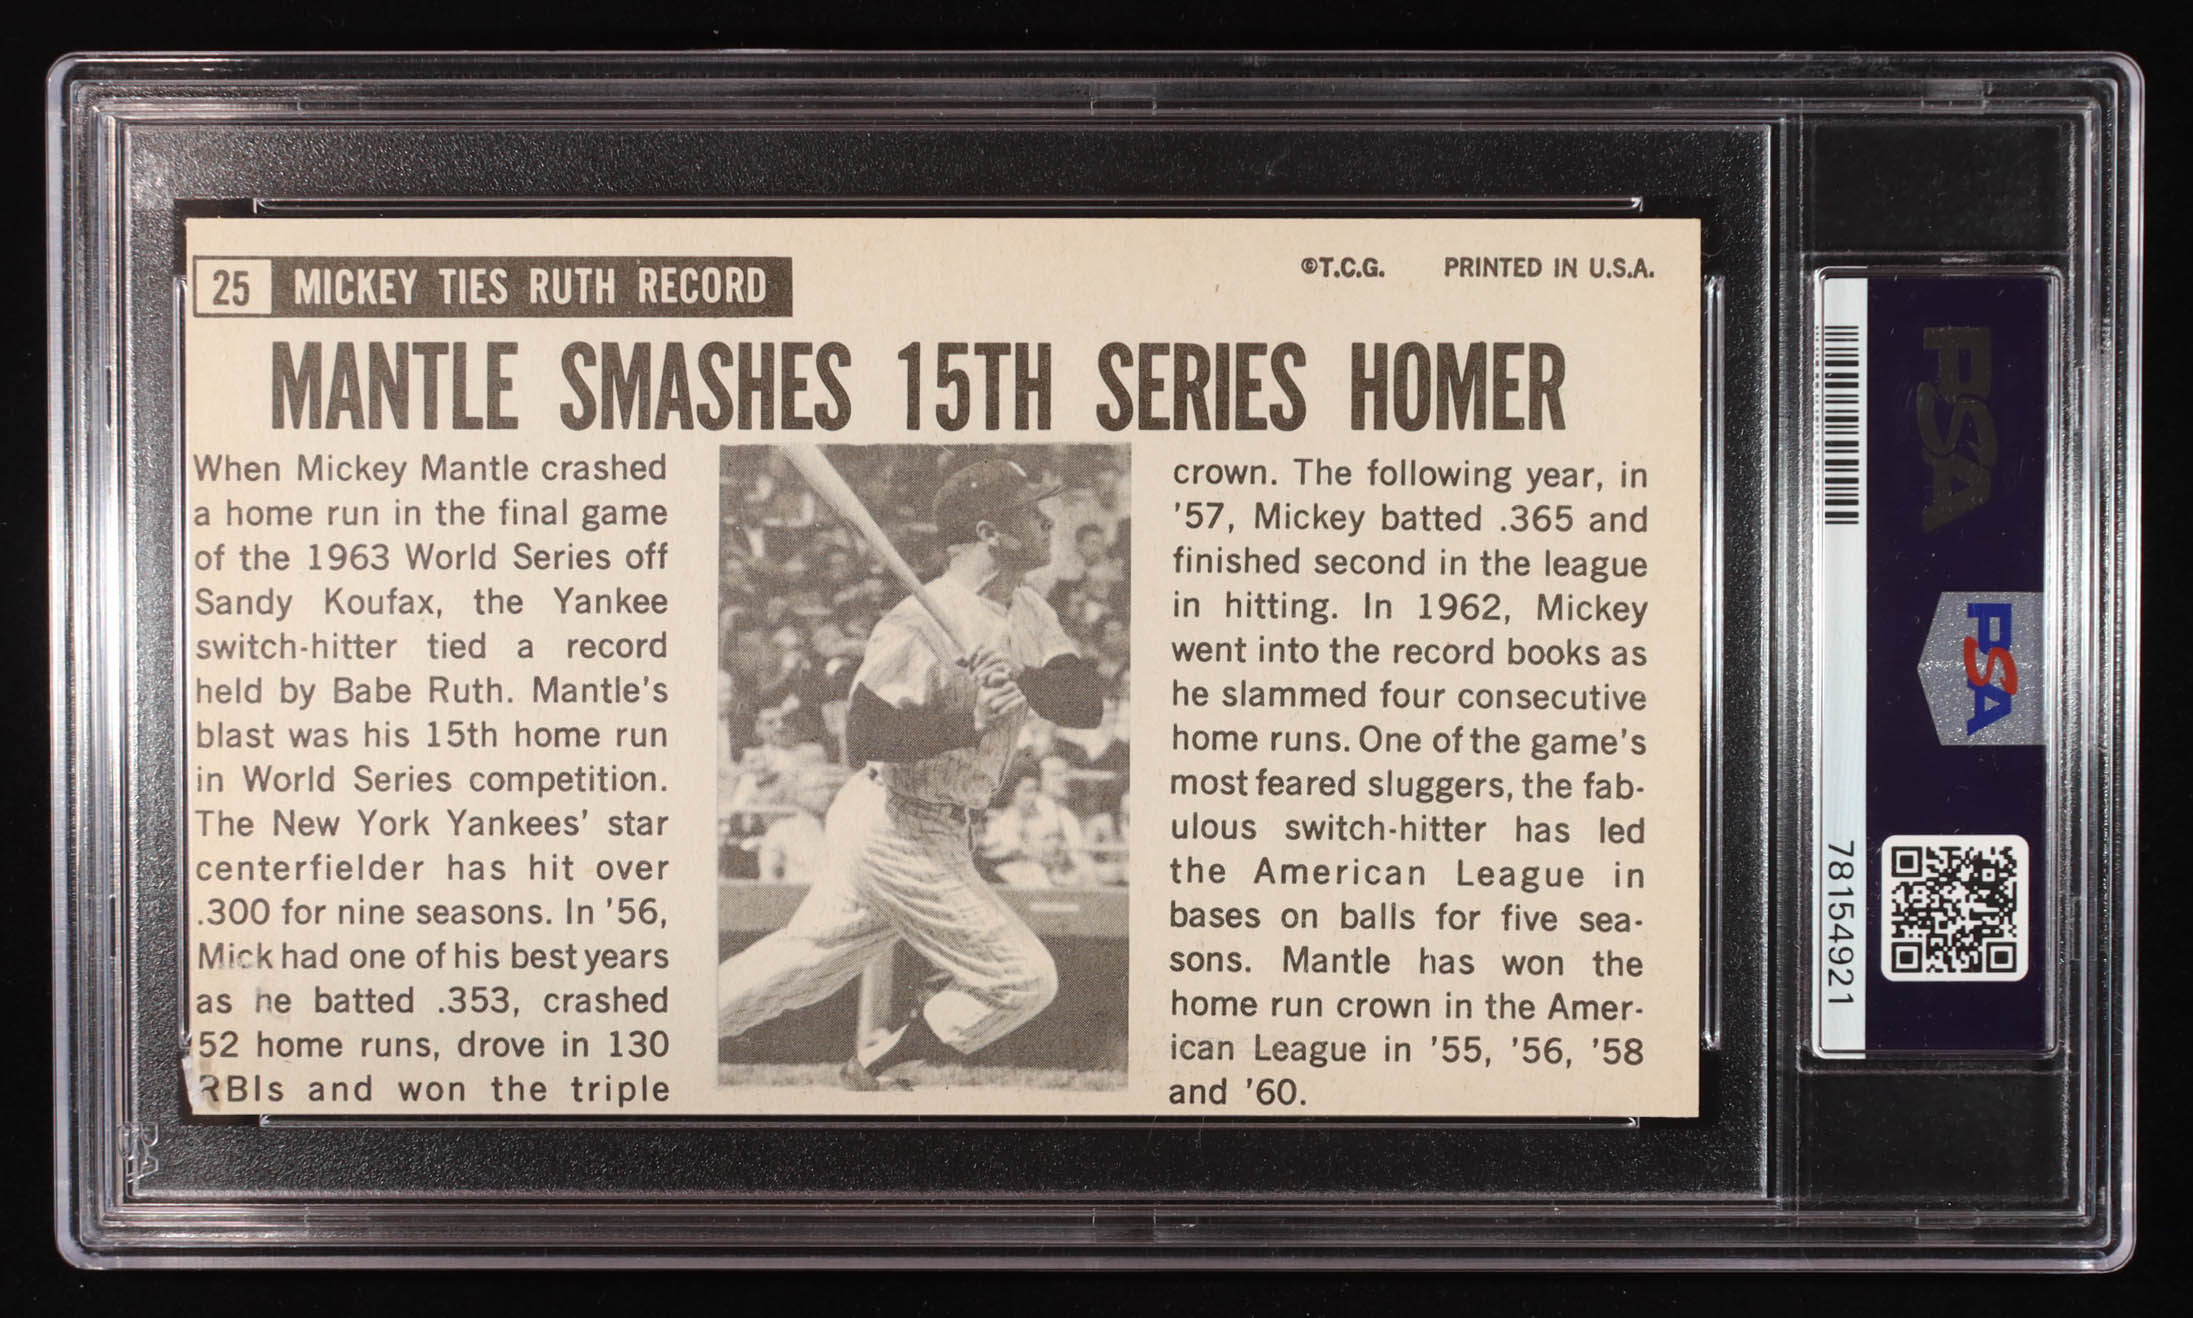 25 MICKEY TIES RUTH RECORD
©T.C.G. PRINTED IN U.S.A.
MANTLE SMASHES 15TH SERIES HOMER
When Mickey Mantle crashed
a home run in the final game
of the 1963 World Series off
Sandy Koufax, the Yankee
switch-hitter tied a record
held by Babe Ruth. Mantle's
blast was his 15th home run
in World Series competition.
The New York Yankees' star
centerfielder has hit over
.300 for nine seasons. In '56,
Mick had one of his best years
as he batted .353, crashed
52 home runs, drove in 130
RBIs and won the triple
crown. The following year, in
'57, Mickey batted .365 and
finished second in the league
in hitting. In 1962, Mickey
went into the record books as
he slammed four consecutive
home runs. One of the game's
most feared sluggers, the fab-
ulous switch-hitter has led
the American League in
bases on balls for five sea-
sons. Mantle has won the
home run crown in the Amer-
ican League in '55, '56, '58
and '60.
PSA
PSA
78154921
PSA